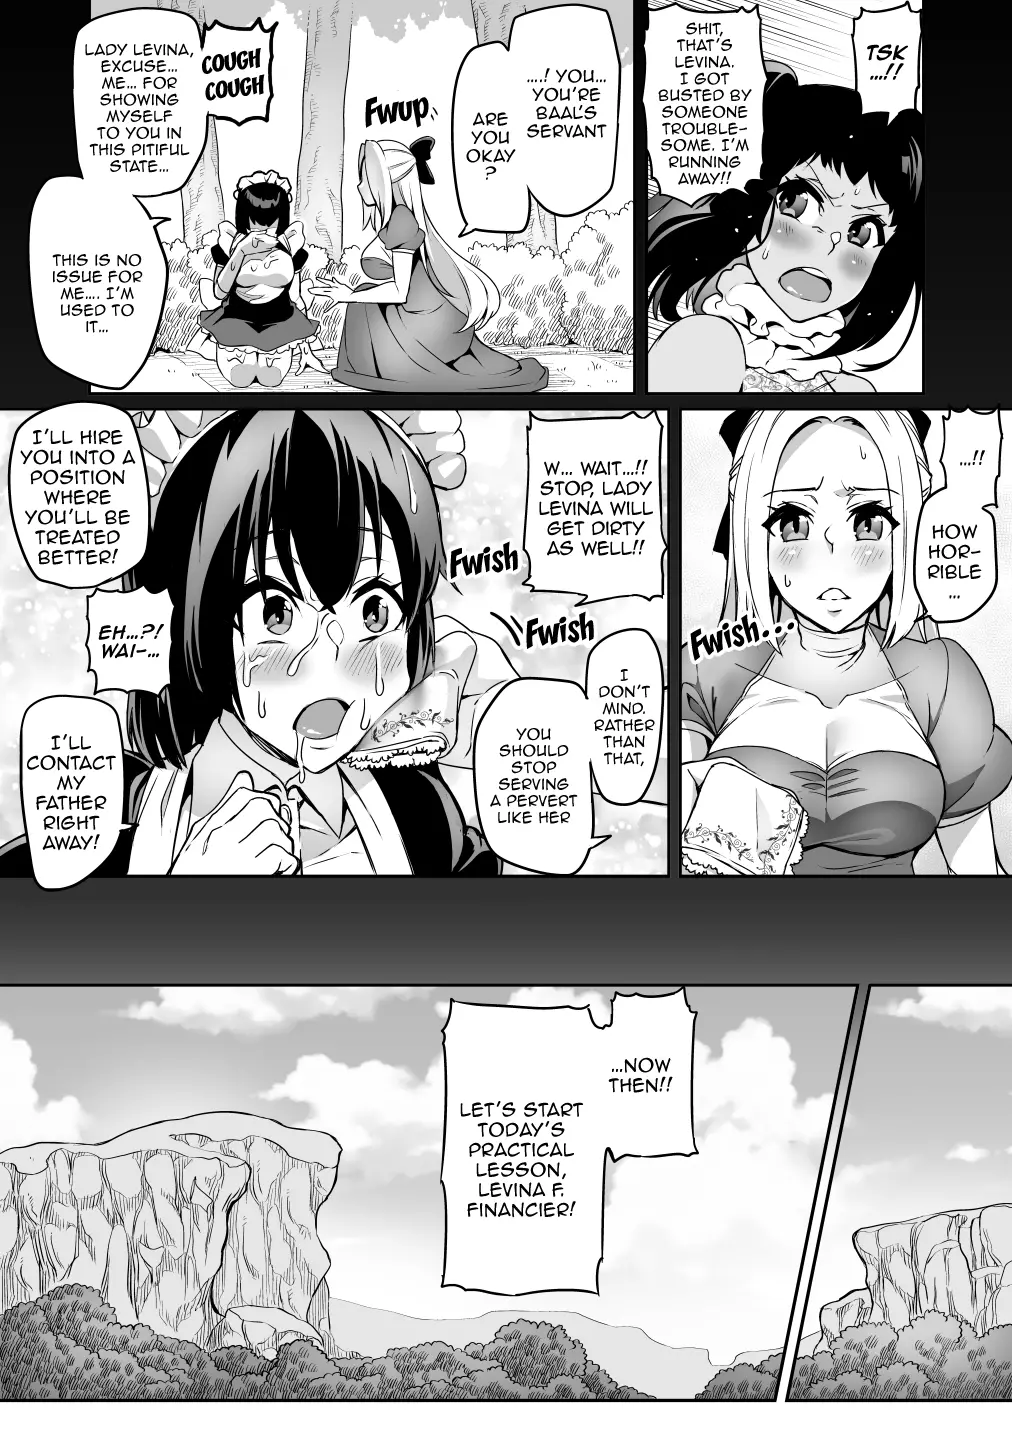 TSK
...!!
SHIT,
THAT'S
LEVINA.
I GOT
BUSTED BY
SOMEONE
TROUBLE-
SOME. I'M
RUNNING
AWAY!!
....! YOU...
YOU'RE
BAAL'S
SERVANT
ARE
YOU
OKAY
?
Fwup
COUGH
COUGH
LADY LEVINA,
EXCUSE...
ME... FOR
SHOWING
MYSELF
TO YOU IN
THIS PITIFUL
STATE...
THIS IS NO
ISSUE FOR
ME.... I'M
USED TO
IT...
...!!
HOW
HOR-
RIBLE
...
Fwish...
W... WAIT...!!
STOP, LADY
LEVINA WILL
GET DIRTY
AS WELL!!
Fwish
Fwish
I
DON'T
MIND.
RATHER
THAN
THAT,
YOU
SHOULD
STOP
SERVING
A PERVERT
LIKE HER
I'LL HIRE
YOU INTO A
POSITION
WHERE
YOU'LL BE
TREATED
BETTER!
EH...?!
WAI-...
I'LL
CONTACT
MY
FATHER
RIGHT
AWAY!
...NOW
THEN!!
LET'S START
TODAY'S
PRACTICAL
LESSON,
LEVINA F.
FINANCIER!